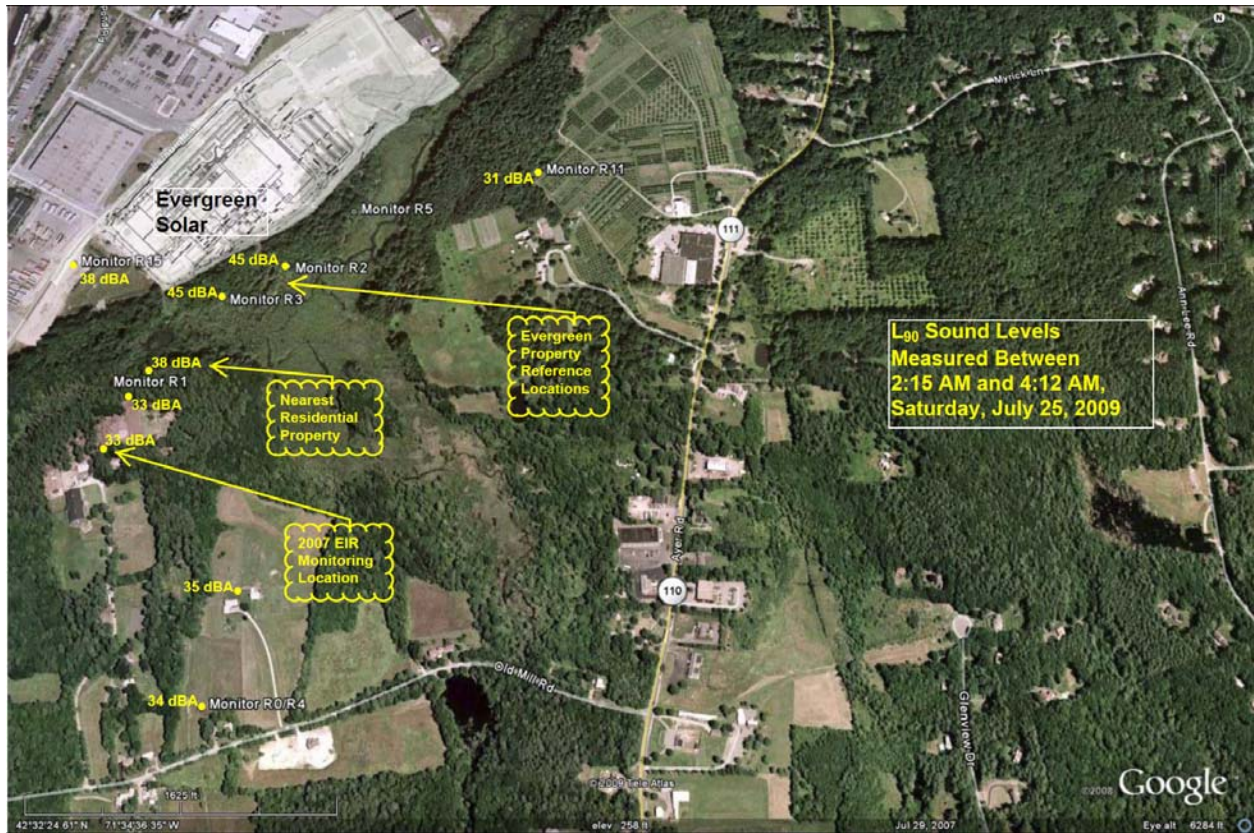 N
Myrick Ln
31 dBA
Monitor R11
Evergreen
Solar
Monitor R5
111
Monitor R15
38 dBA
45 dBA
Monitor R2
45 dBA
Monitor R3
Evergreen
Property
Reference
Locations
Ann Lee Rd
L90 Sound Levels
Measured Between
2:15 AM and 4:12 AM,
Saturday, July 25, 2009
38 dBA
Monitor R1
33 dBA
Nearest
Residential
Property
33 dBA
2007 EIR
Monitoring
Location
Ayer Rd
35 dBA
110
Old Mill Rd
34 dBA
Monitor R0/R4
Glenview Dr
© 2009 Tele Atlas
©2008 Google
1625 ft
42°32'24.61" N 71°34'36.35" W
elev 258 ft
Jul 29, 2007
Eye alt 6284 ft